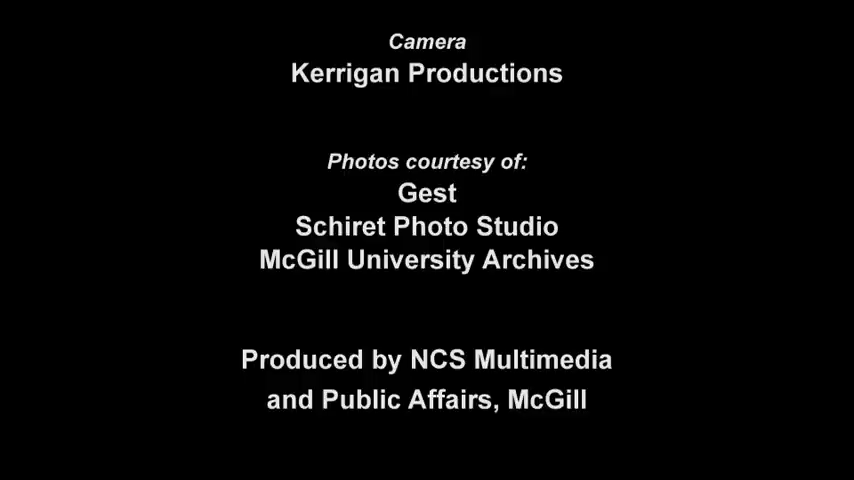 Camera
Kerrigan Productions
Photos courtesy of:
Gest
Schiret Photo Studio
McGill University Archives
Produced by NCS Multimedia
and Public Affairs, McGill